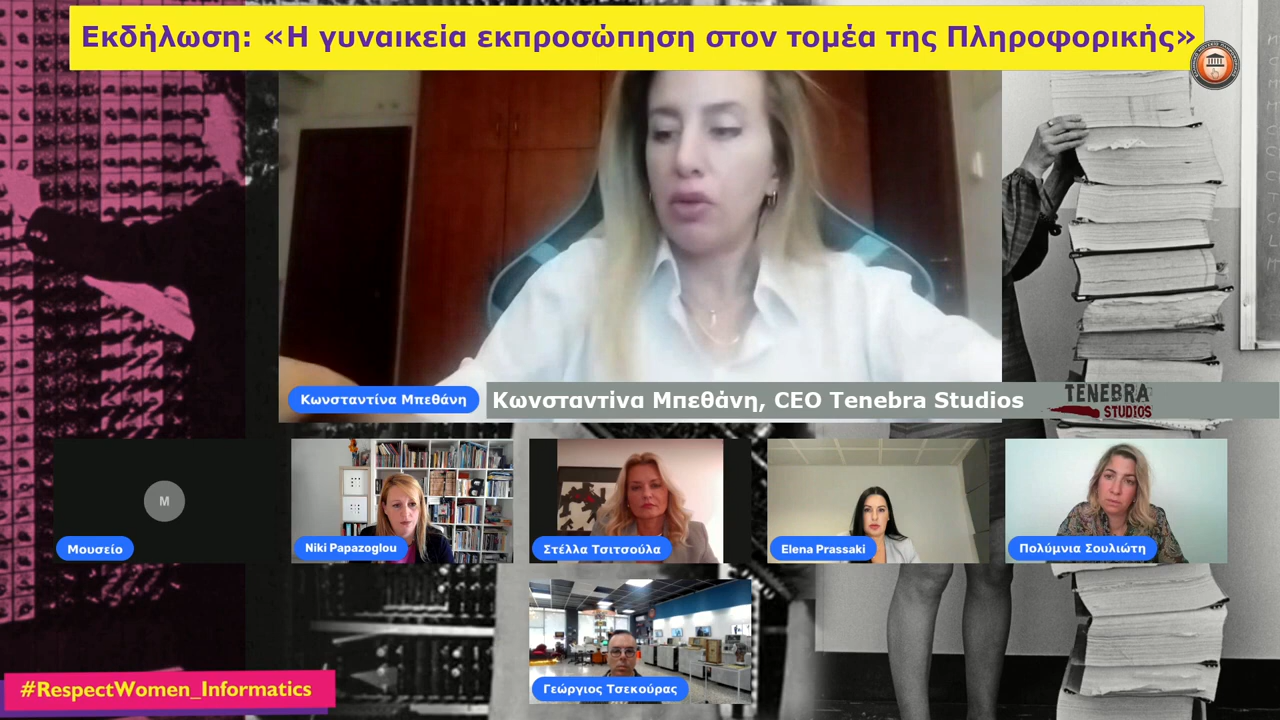 Εκδήλωση: «Η γυναικεία εκπροσώπηση στον τομέα της Πληροφορικής»
Κωνσταντίνα Μπεθάνη
Κωνσταντίνα Μπεθάνη, CEO Tenebra Studios
TENEBRA
STUDIOS
M
Μουσείο
Niki Papazoglou
Στέλλα Τσιτσούλα
Elena Prassaki
Πολύμνια Σουλιώτη
Γεώργιος Τσεκούρας
#RespectWomen_Informatics